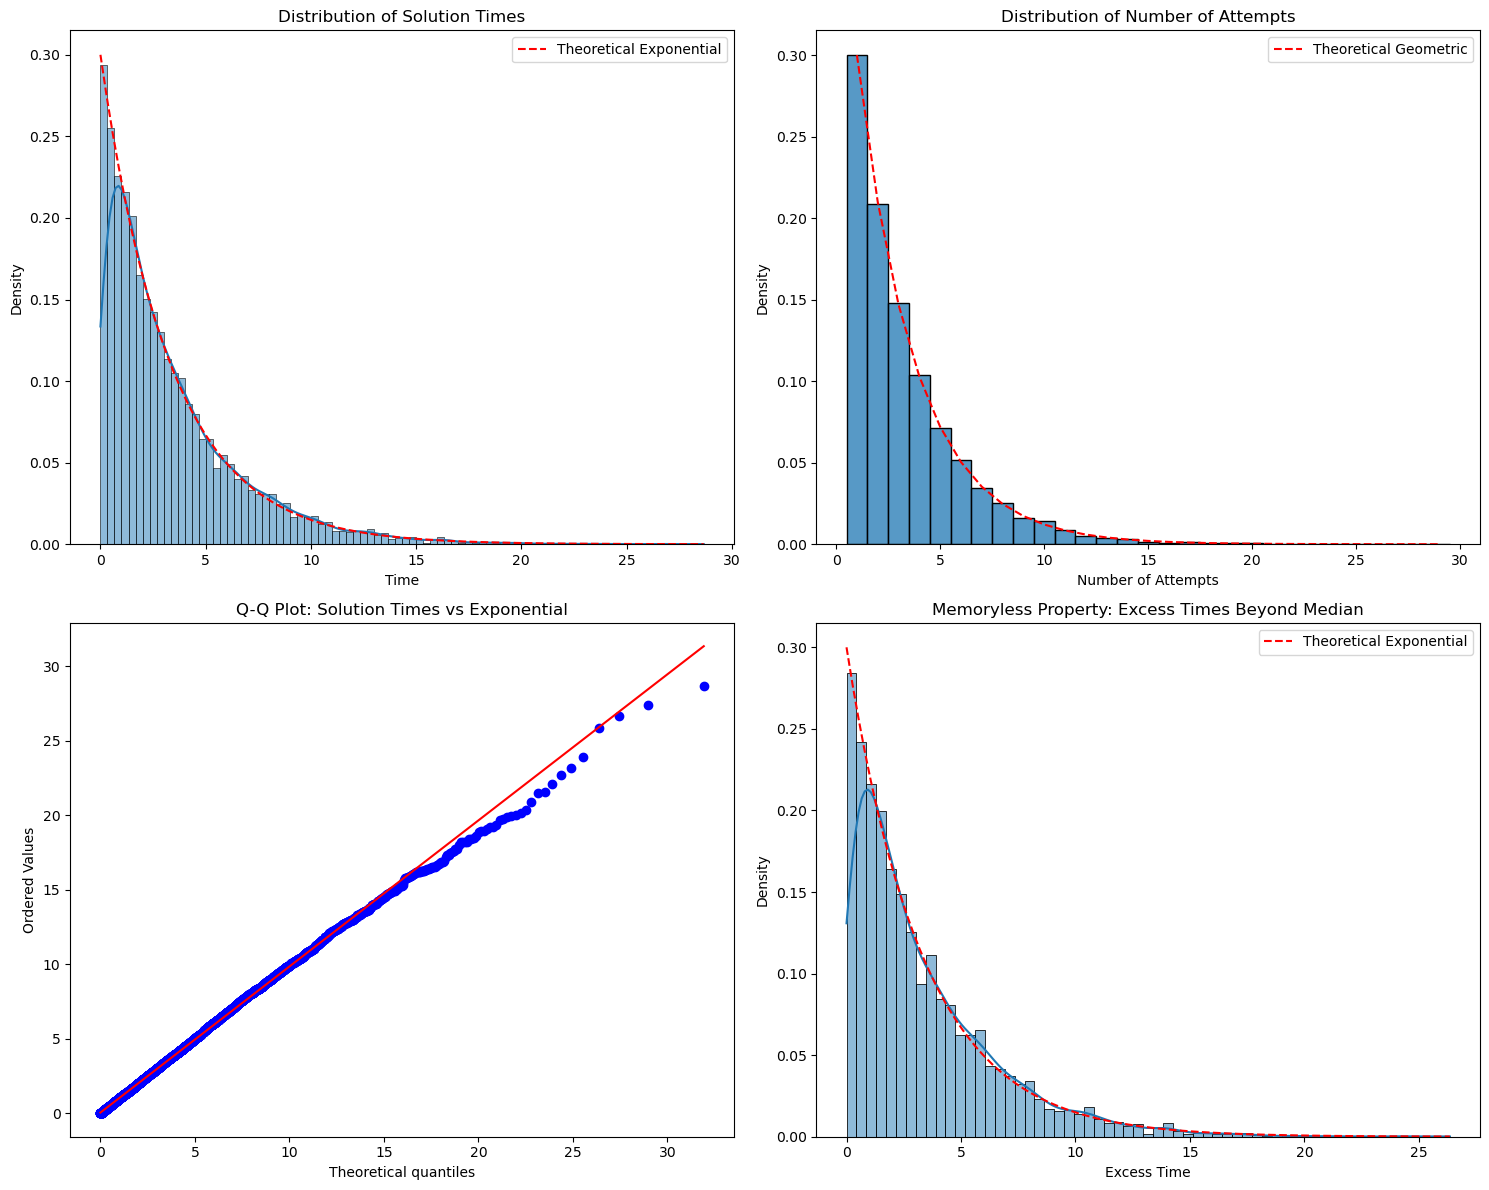 Distribution of Solution Times
Theoretical Exponential
0.30
0.25
0.20
0.15
0.10
0.05
0.00
Density
0 5 10 15 20 25 30
Time
Distribution of Number of Attempts
Theoretical Geometric
0.30
0.25
0.20
0.15
0.10
0.05
0.00
Density
0 5 10 15 20 25 30
Number of Attempts
Q-Q Plot: Solution Times vs Exponential
30
25
20
15
10
5
0
Ordered Values
0 5 10 15 20 25 30
Theoretical quantiles
Memoryless Property: Excess Times Beyond Median
Theoretical Exponential
0.30
0.25
0.20
0.15
0.10
0.05
0.00
Density
0 5 10 15 20 25
Excess Time